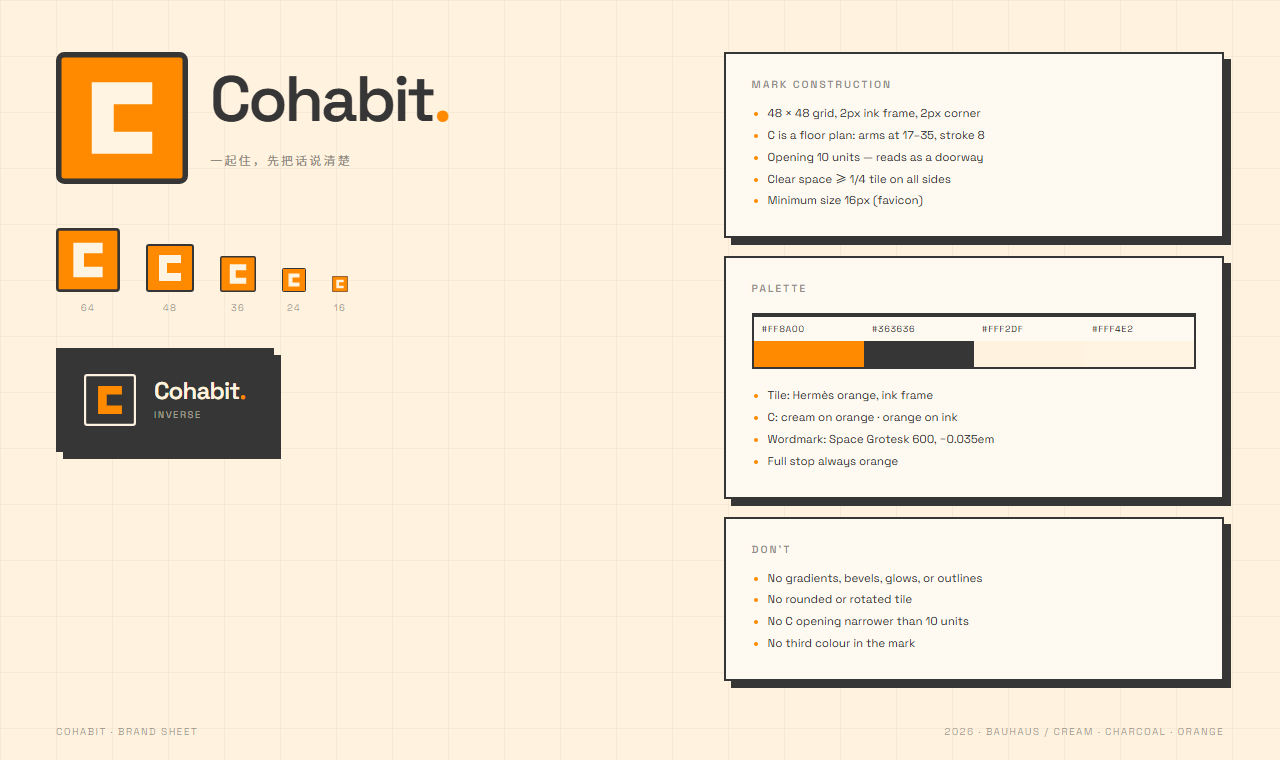 Cohabit.
一起住，先把话说清楚
64
48
36
24
16
Cohabit.
INVERSE
MARK CONSTRUCTION
48 × 48 grid, 2px ink frame, 2px corner
C is a floor plan: arms at 17–35, stroke 8
Opening 10 units — reads as a doorway
Clear space ⩾ 1/4 tile on all sides
Minimum size 16px (favicon)
PALETTE
#FF8A00
#363636
#FFF2DF
#FFF4E2
Tile: Hermès orange, ink frame
C: cream on orange · orange on ink
Wordmark: Space Grotesk 600, −0.035em
Full stop always orange
DON'T
No gradients, bevels, glows, or outlines
No rounded or rotated tile
No C opening narrower than 10 units
No third colour in the mark
COHABIT · BRAND SHEET
2026 · BAUHAUS / CREAM · CHARCOAL · ORANGE